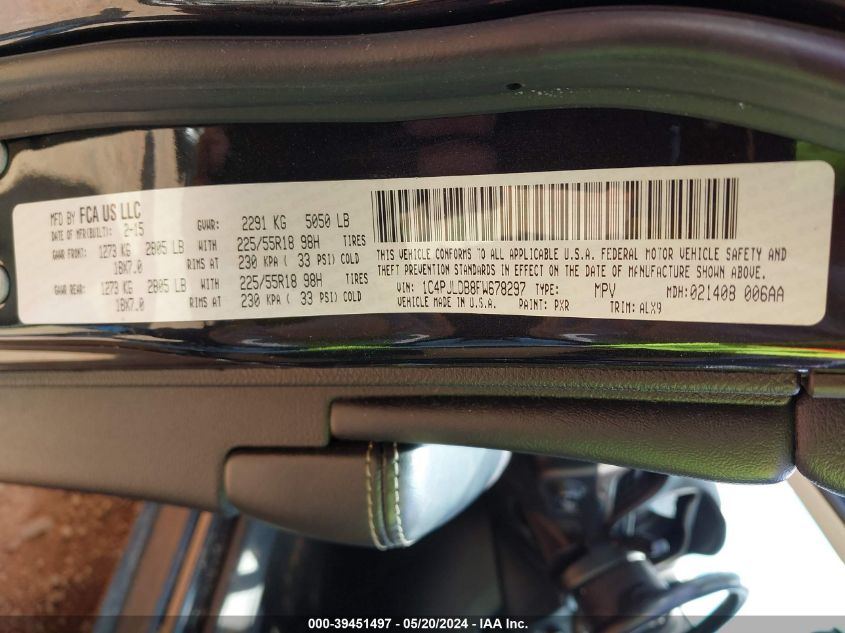 MFD BY FCA US LLC
DATE OF MFR(BUILT): 2-15 GVWR: 2291 KG 5050 LB
GAWR FRONT: 1273 KG 2805 LB WITH 225/55R18 98H TIRES
18X7.0 RIMS AT 230 KPA ( 33 PSI) COLD
GAWR REAR: 1273 KG 2805 LB WITH 225/55R18 98H TIRES
18X7.0 RIMS AT 230 KPA ( 33 PSI) COLD
THIS VEHICLE CONFORMS TO ALL APPLICABLE U.S.A. FEDERAL MOTOR VEHICLE SAFETY AND
THEFT PREVENTION STANDARDS IN EFFECT ON THE DATE OF MANUFACTURE SHOWN ABOVE.
VIN: 1C4PJLDB8FW678297 TYPE: MPV MDH: 021408 006AA
VEHICLE MADE IN U.S.A. PAINT: PXR TRIM: ALX9
000-39451497 - 05/20/2024 - IAA Inc.